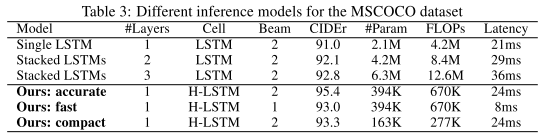 Table 3: Different inference models for the MSCOCO dataset
Model #Layers Cell Beam CIDEr #Param FLOPs Latency
Single LSTM 1 LSTM 2 91.0 2.1M 4.2M 21ms
Stacked LSTMs 2 LSTM 2 92.1 4.2M 8.4M 29ms
Stacked LSTMs 3 LSTM 2 92.8 6.3M 12.6M 36ms
Ours: accurate 1 H-LSTM 2 95.4 394K 670K 24ms
Ours: fast 1 H-LSTM 1 93.0 394K 670K 8ms
Ours: compact 1 H-LSTM 2 93.3 163K 277K 24ms